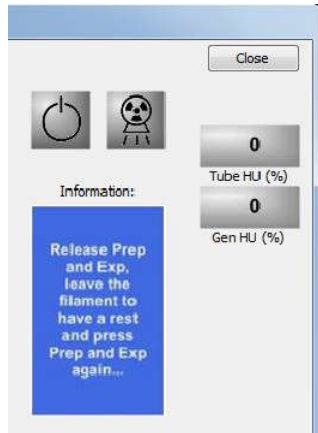 Close
0
Tube HU (%)
Information:
0
Gen HU (%)
Release Prep
and Exp,
leave the
filament to
have a rest
and press
Prep and Exp
again...